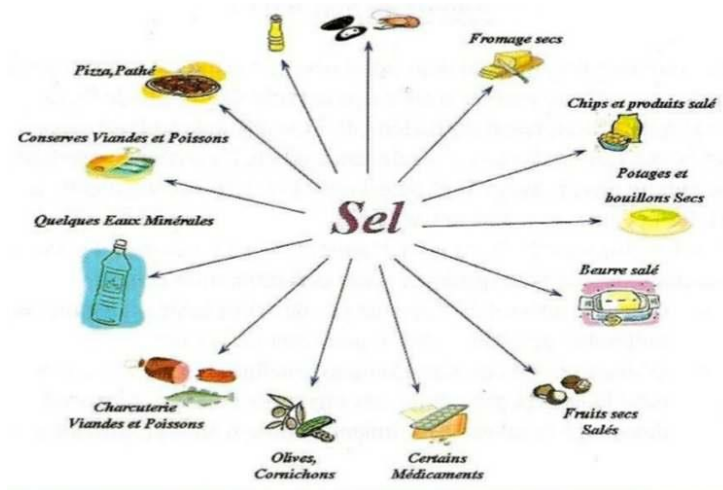 Fromage secs
Pizza,Pathé
Chips et produits salé
Conserves Viandes et Poissons
Potages et
bouillons Secs
Sel
Quelques Eaux Minérales
Beurre salé
Charcuterie
Viandes et Poissons
Fruits secs
Salés
Olives,
Cornichons
Certains
Médicaments